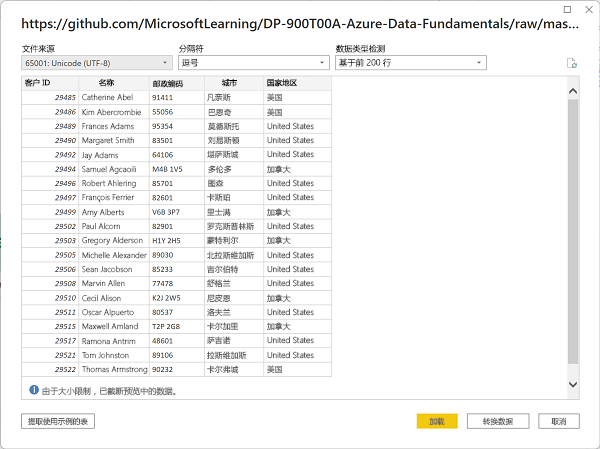 https://github.com/MicrosoftLearning/DP-900T00A-Azure-Data-Fundamentals/raw/mas...
文件来源 分隔符 数据类型检测
65001: Unicode (UTF-8) 逗号 基于前 200 行
客户 ID 名称 邮政编码 城市 国家地区
29485 Catherine Abel 91411 凡奈斯 美国
29486 Kim Abercrombie 55056 巴恩奇 美国
29489 Frances Adams 95354 莫德斯托 United States
29490 Margaret Smith 83501 刘易斯顿 United States
29492 Jay Adams 64106 堪萨斯城 United States
29494 Samuel Agcaoili M4B 1V5 多伦多 加拿大
29496 Robert Ahlering 85701 图森 United States
29497 François Ferrier 82601 卡斯珀 United States
29499 Amy Alberts V6B 3P7 里士满 加拿大
29502 Paul Alcorn 82901 罗克斯普林斯 United States
29503 Gregory Alderson H1Y 2H5 蒙特利尔 加拿大
29505 Michelle Alexander 89030 北拉斯维加斯 United States
29506 Sean Jacobson 85233 吉尔伯特 United States
29508 Marvin Allen 77478 舒格兰 United States
29510 Cecil Allison K2J 2W5 尼皮恩 加拿大
29511 Oscar Alpuerto 80537 洛夫兰 United States
29515 Maxwell Amland T2P 2G8 卡尔加里 加拿大
29517 Ramona Antrim 48601 萨吉诺 United States
29521 Tom Johnston 89106 拉斯维加斯 United States
29522 Thomas Armstrong 90232 卡尔弗城 美国
由于大小限制，已截断预览中的数据。
提取使用示例的表 加载 转换数据 取消